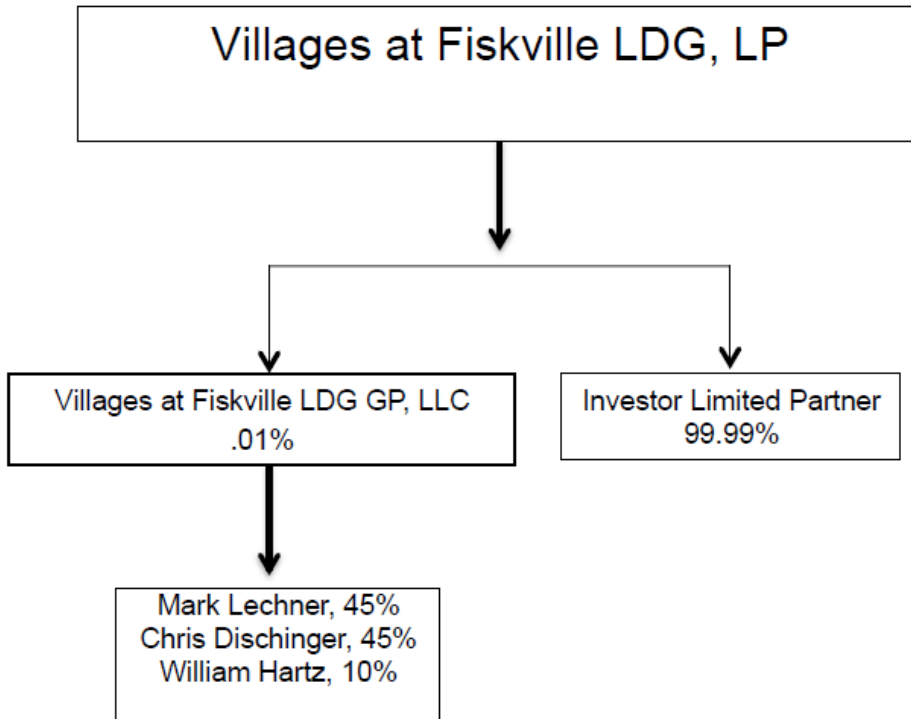 Villages at Fiskville LDG, LP
Villages at Fiskville LDG GP, LLC
.01%
Investor Limited Partner
99.99%
Mark Lechner, 45%
Chris Dischinger, 45%
William Hartz, 10%